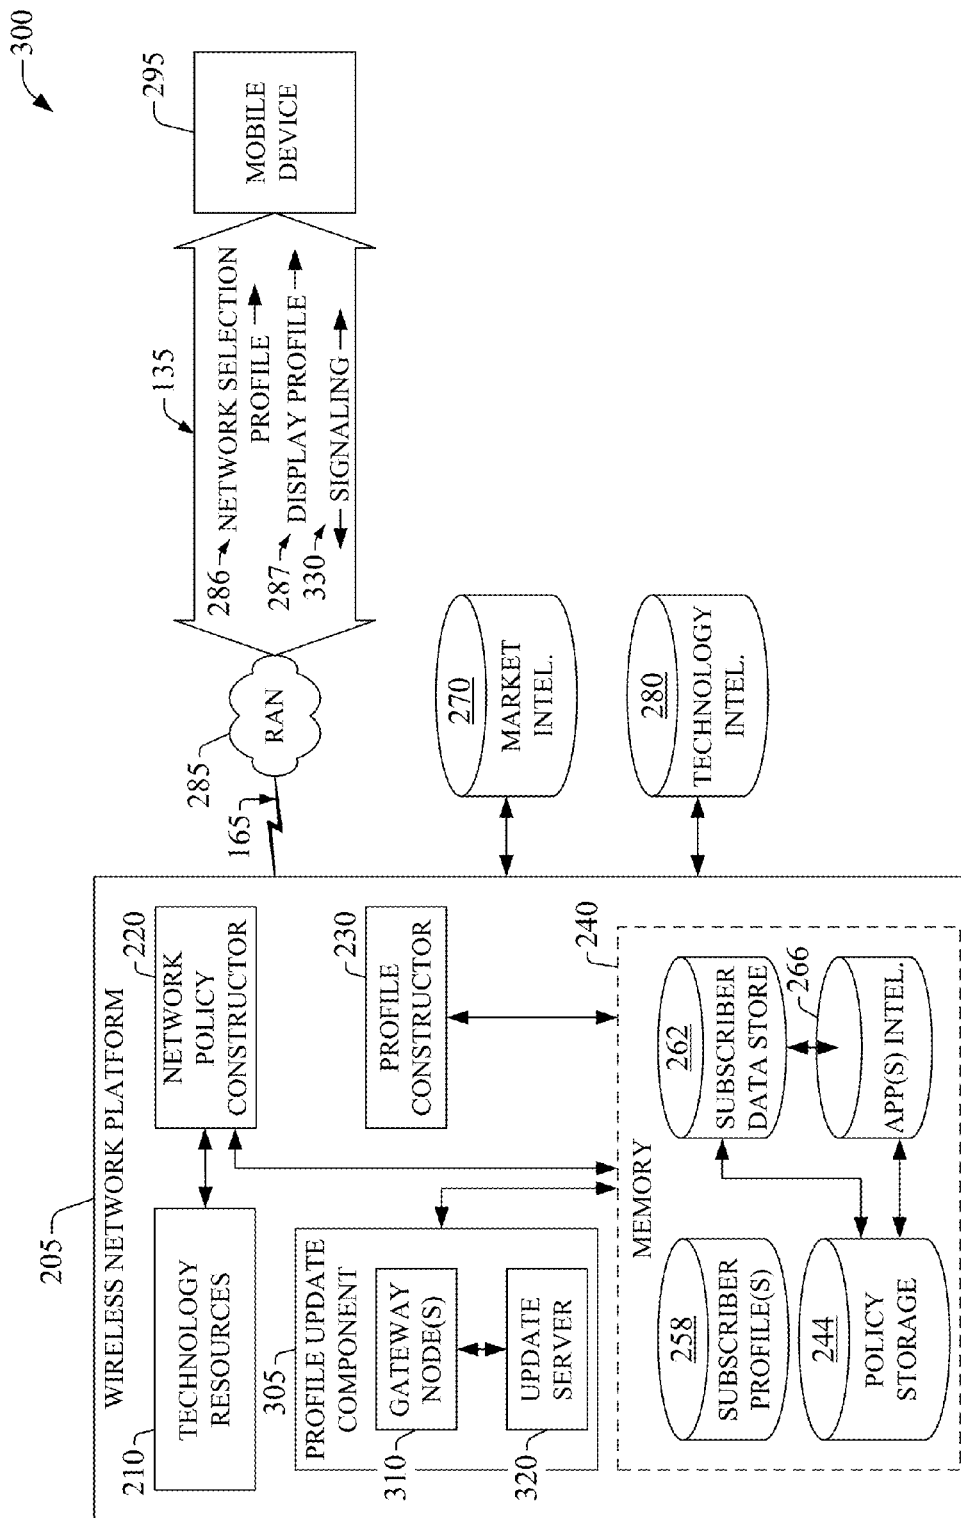 300
WIRELESS NETWORK PLATFORM
205
210
TECHNOLOGY
RESOURCES
220
NETWORK
POLICY
CONSTRUCTOR
305
PROFILE UPDATE
COMPONENT
310
GATEWAY
NODE(S)
320
UPDATE
SERVER
230
PROFILE
CONSTRUCTOR
240
MEMORY
258
SUBSCRIBER
PROFILE(S)
262
SUBSCRIBER
DATA STORE
244
POLICY
STORAGE
266
APP(S) INTEL.
165
285
RAN
135
286
NETWORK SELECTION
PROFILE
287
DISPLAY PROFILE
330
SIGNALING
295
MOBILE
DEVICE
270
MARKET
INTEL.
280
TECHNOLOGY
INTEL.